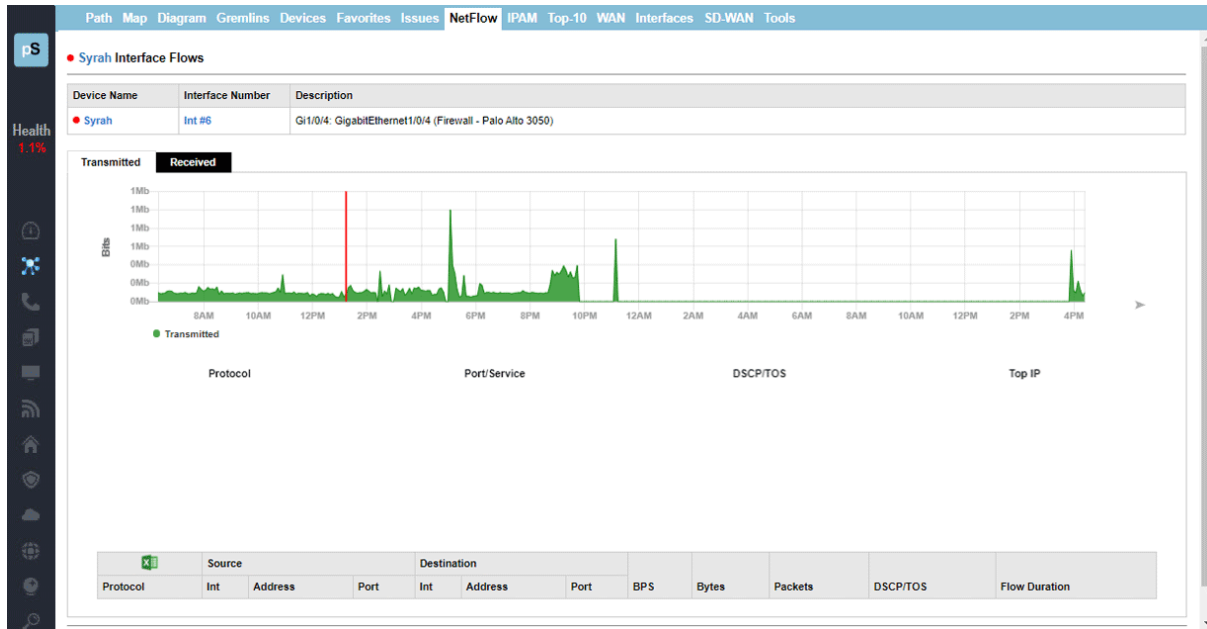 Path Map Diagram Gremlins Devices Favorites Issues NetFlow IPAM Top-10 WAN Interfaces SD-WAN Tools
pS
Syrah Interface Flows
Device Name Interface Number Description
Syrah Int #6 Gi1/0/4: GigabitEthernet1/0/4 (Firewall - Palo Alto 3050)
Health
1.1%
Transmitted Received
1Mb
1Mb
1Mb
1Mb
0Mb
0Mb
0Mb
Bits
8AM 10AM 12PM 2PM 4PM 6PM 8PM 10PM 12AM 2AM 4AM 6AM 8AM 10AM 12PM 2PM 4PM
Transmitted
Protocol Port/Service DSCP/TOS Top IP
Source Destination
Protocol Int Address Port Int Address Port BPS Bytes Packets DSCP/TOS Flow Duration